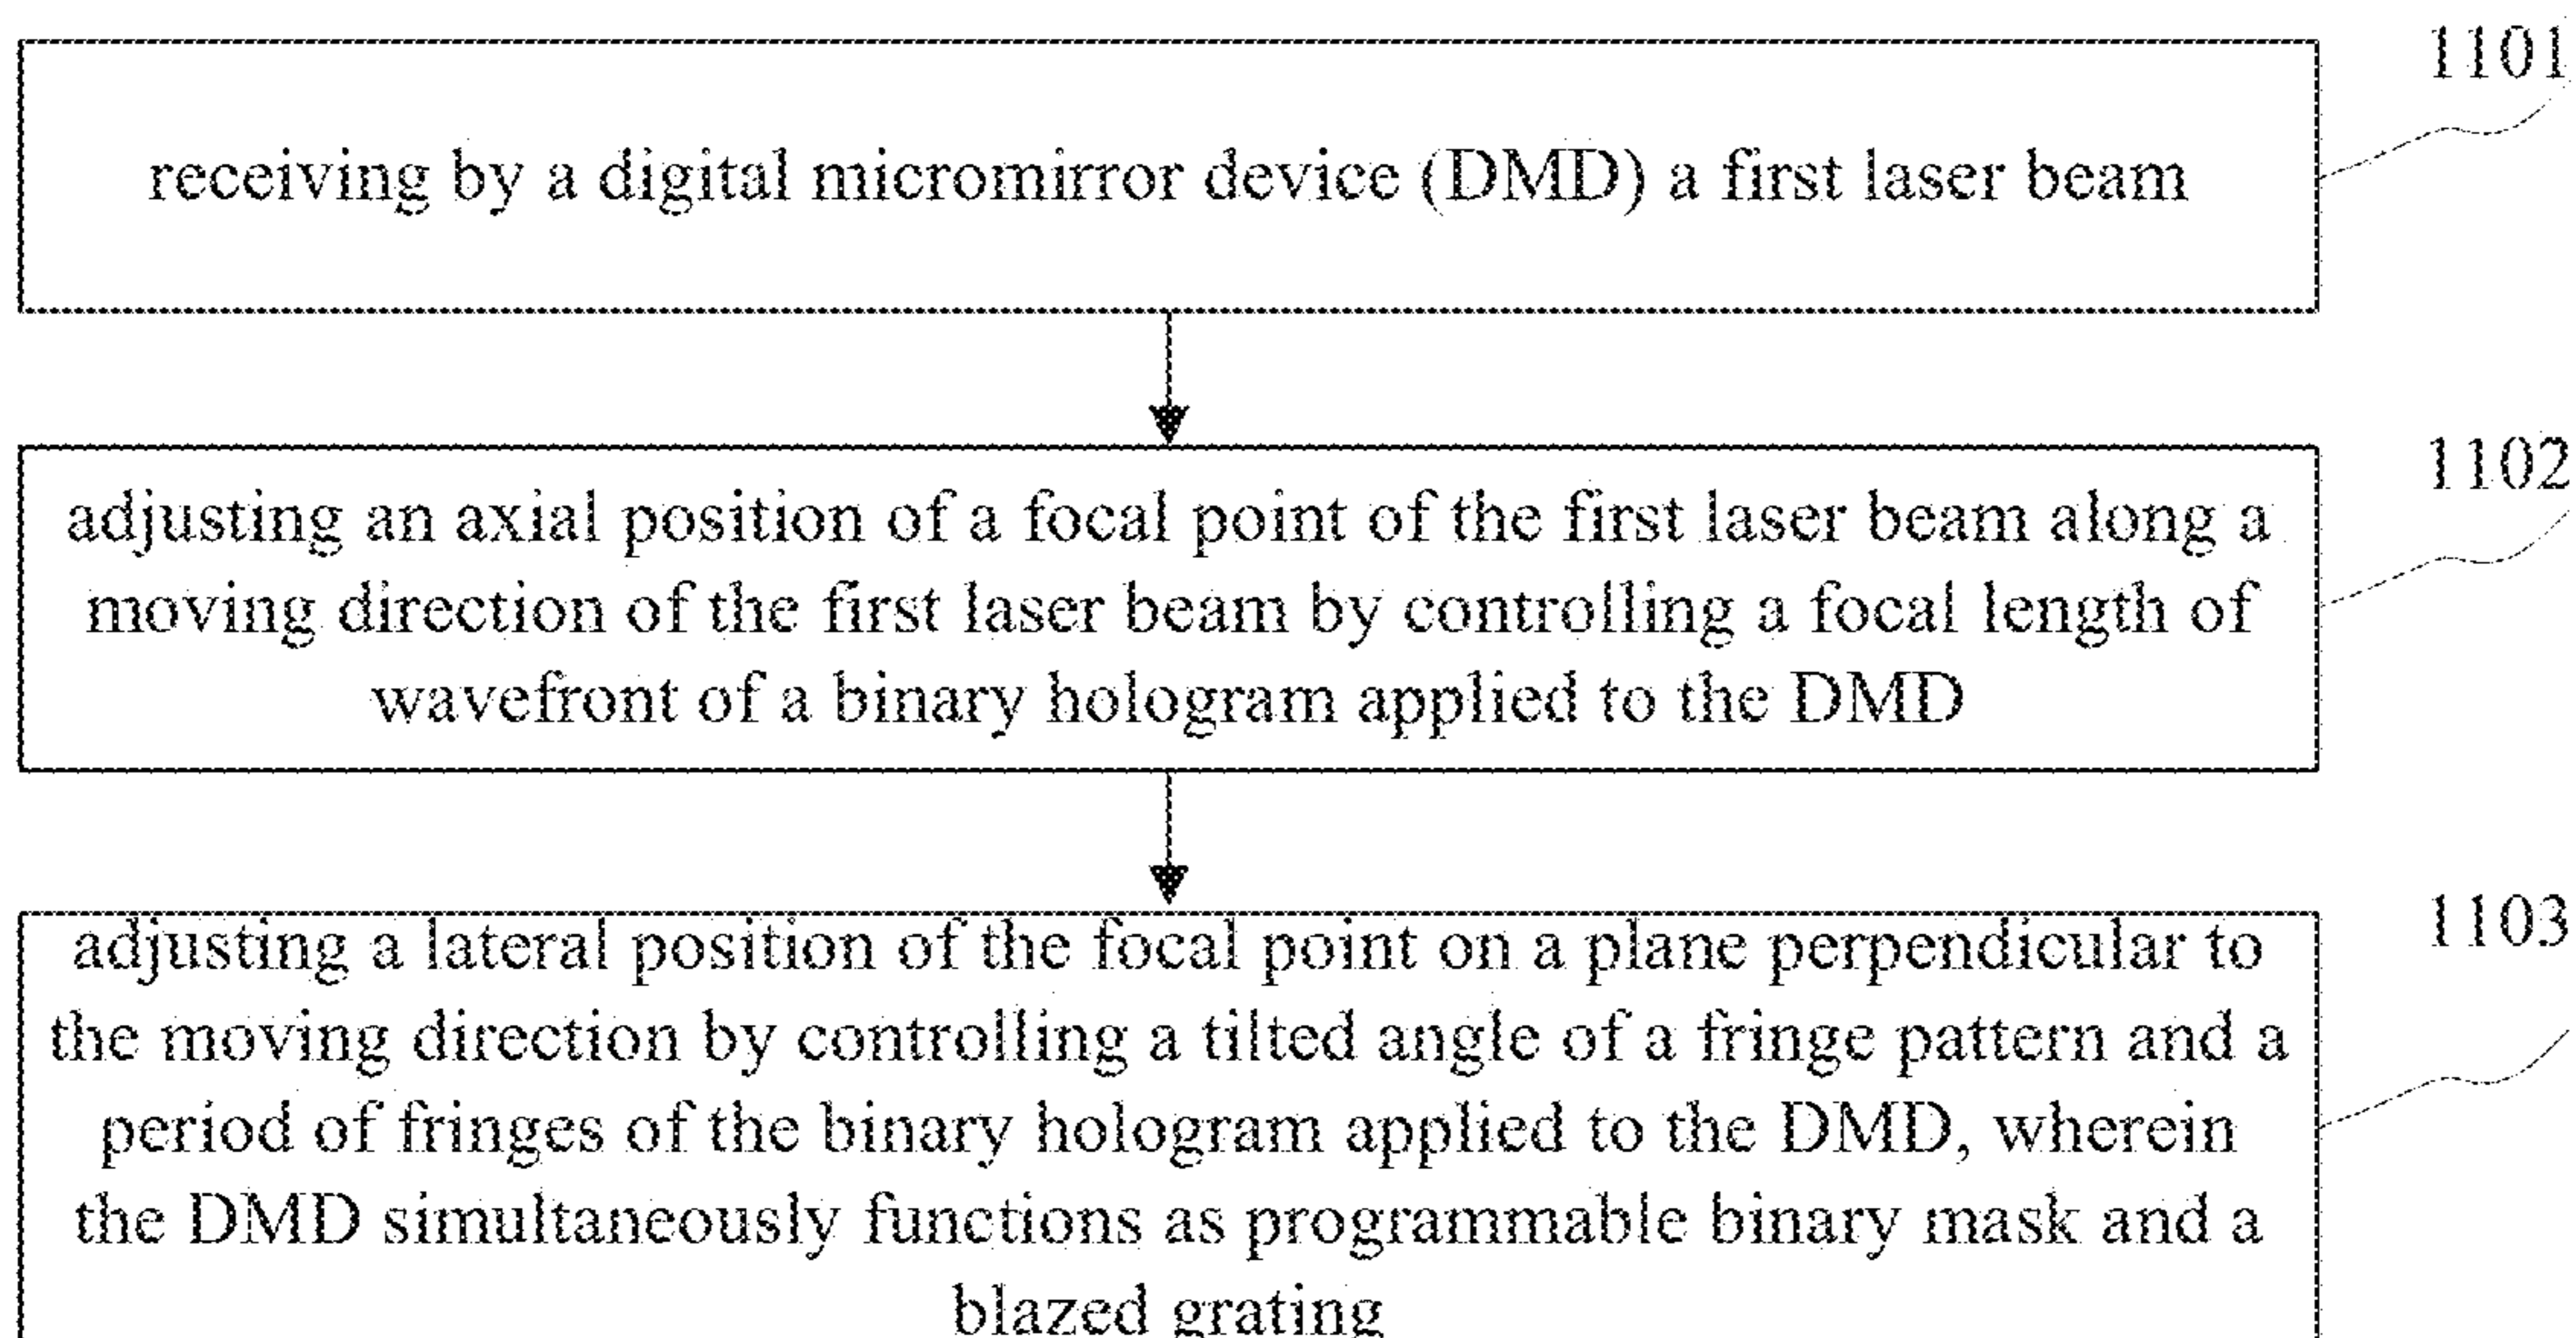 1101
receiving by a digital micromirror device (DMD) a first laser beam
1102
adjusting an axial position of a focal point of the first laser beam along a
moving direction of the first laser beam by controlling a focal length of
wavefront of a binary hologram applied to the DMD
1103
adjusting a lateral position of the focal point on a plane perpendicular to
the moving direction by controlling a tilted angle of a fringe pattern and a
period of fringes of the binary hologram applied to the DMD, wherein
the DMD simultaneously functions as programmable binary mask and a
blazed grating